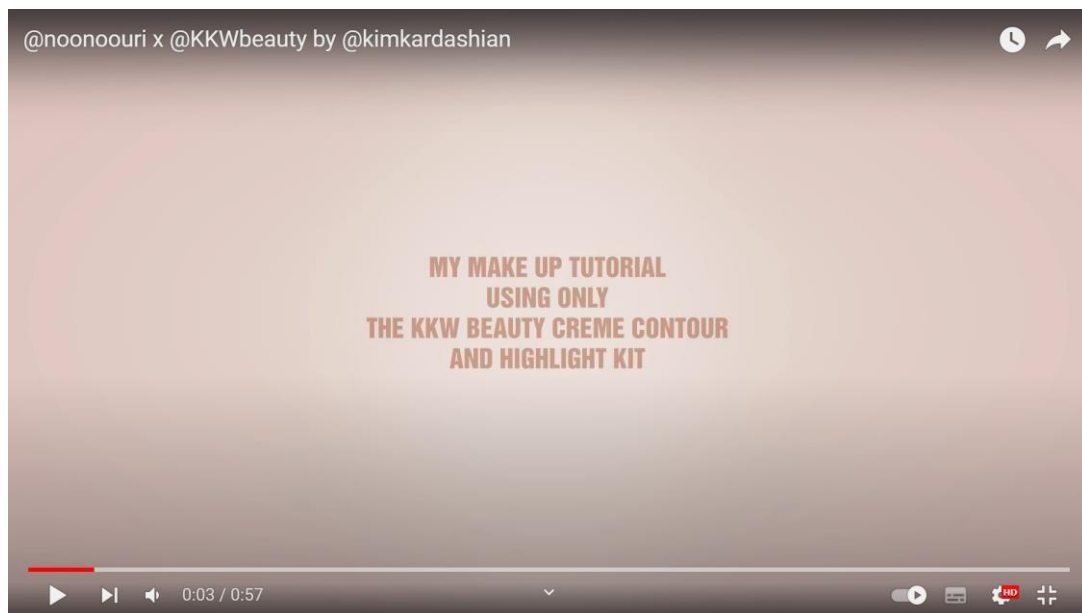 @noonoouri x @KKWbeauty by @kimkardashian
MY MAKE UP TUTORIAL
USING ONLY
THE KKW BEAUTY CREME CONTOUR
AND HIGHLIGHT KIT
0:03 / 0:57
HD